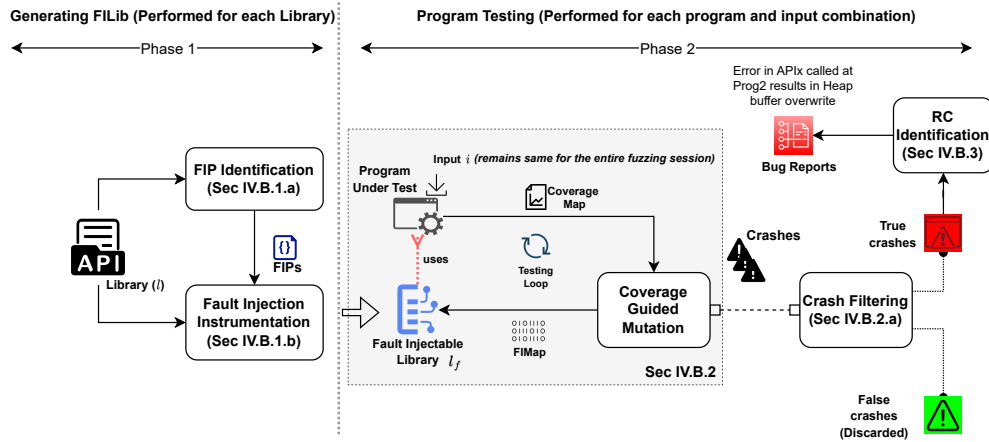 Generating FILib (Performed for each Library)
Program Testing (Performed for each program and input combination)
Phase 1
Phase 2
Error in APIx called at
Prog2 results in Heap
buffer overwrite
Bug Reports
RC
Identification
(Sec IV.B.3)
FIP Identification
(Sec IV.B.1.a)
API
Library (l)
{}
FIPs
Fault Injection
Instrumentation
(Sec IV.B.1.b)
Input i (remains same for the entire fuzzing session)
Program
Under Test
Coverage
Map
uses
Testing
Loop
Fault Injectable
Library l_f
FIMap
Coverage
Guided
Mutation
Sec IV.B.2
Crashes
Crash Filtering
(Sec IV.B.2.a)
True
crashes
False
crashes
(Discarded)